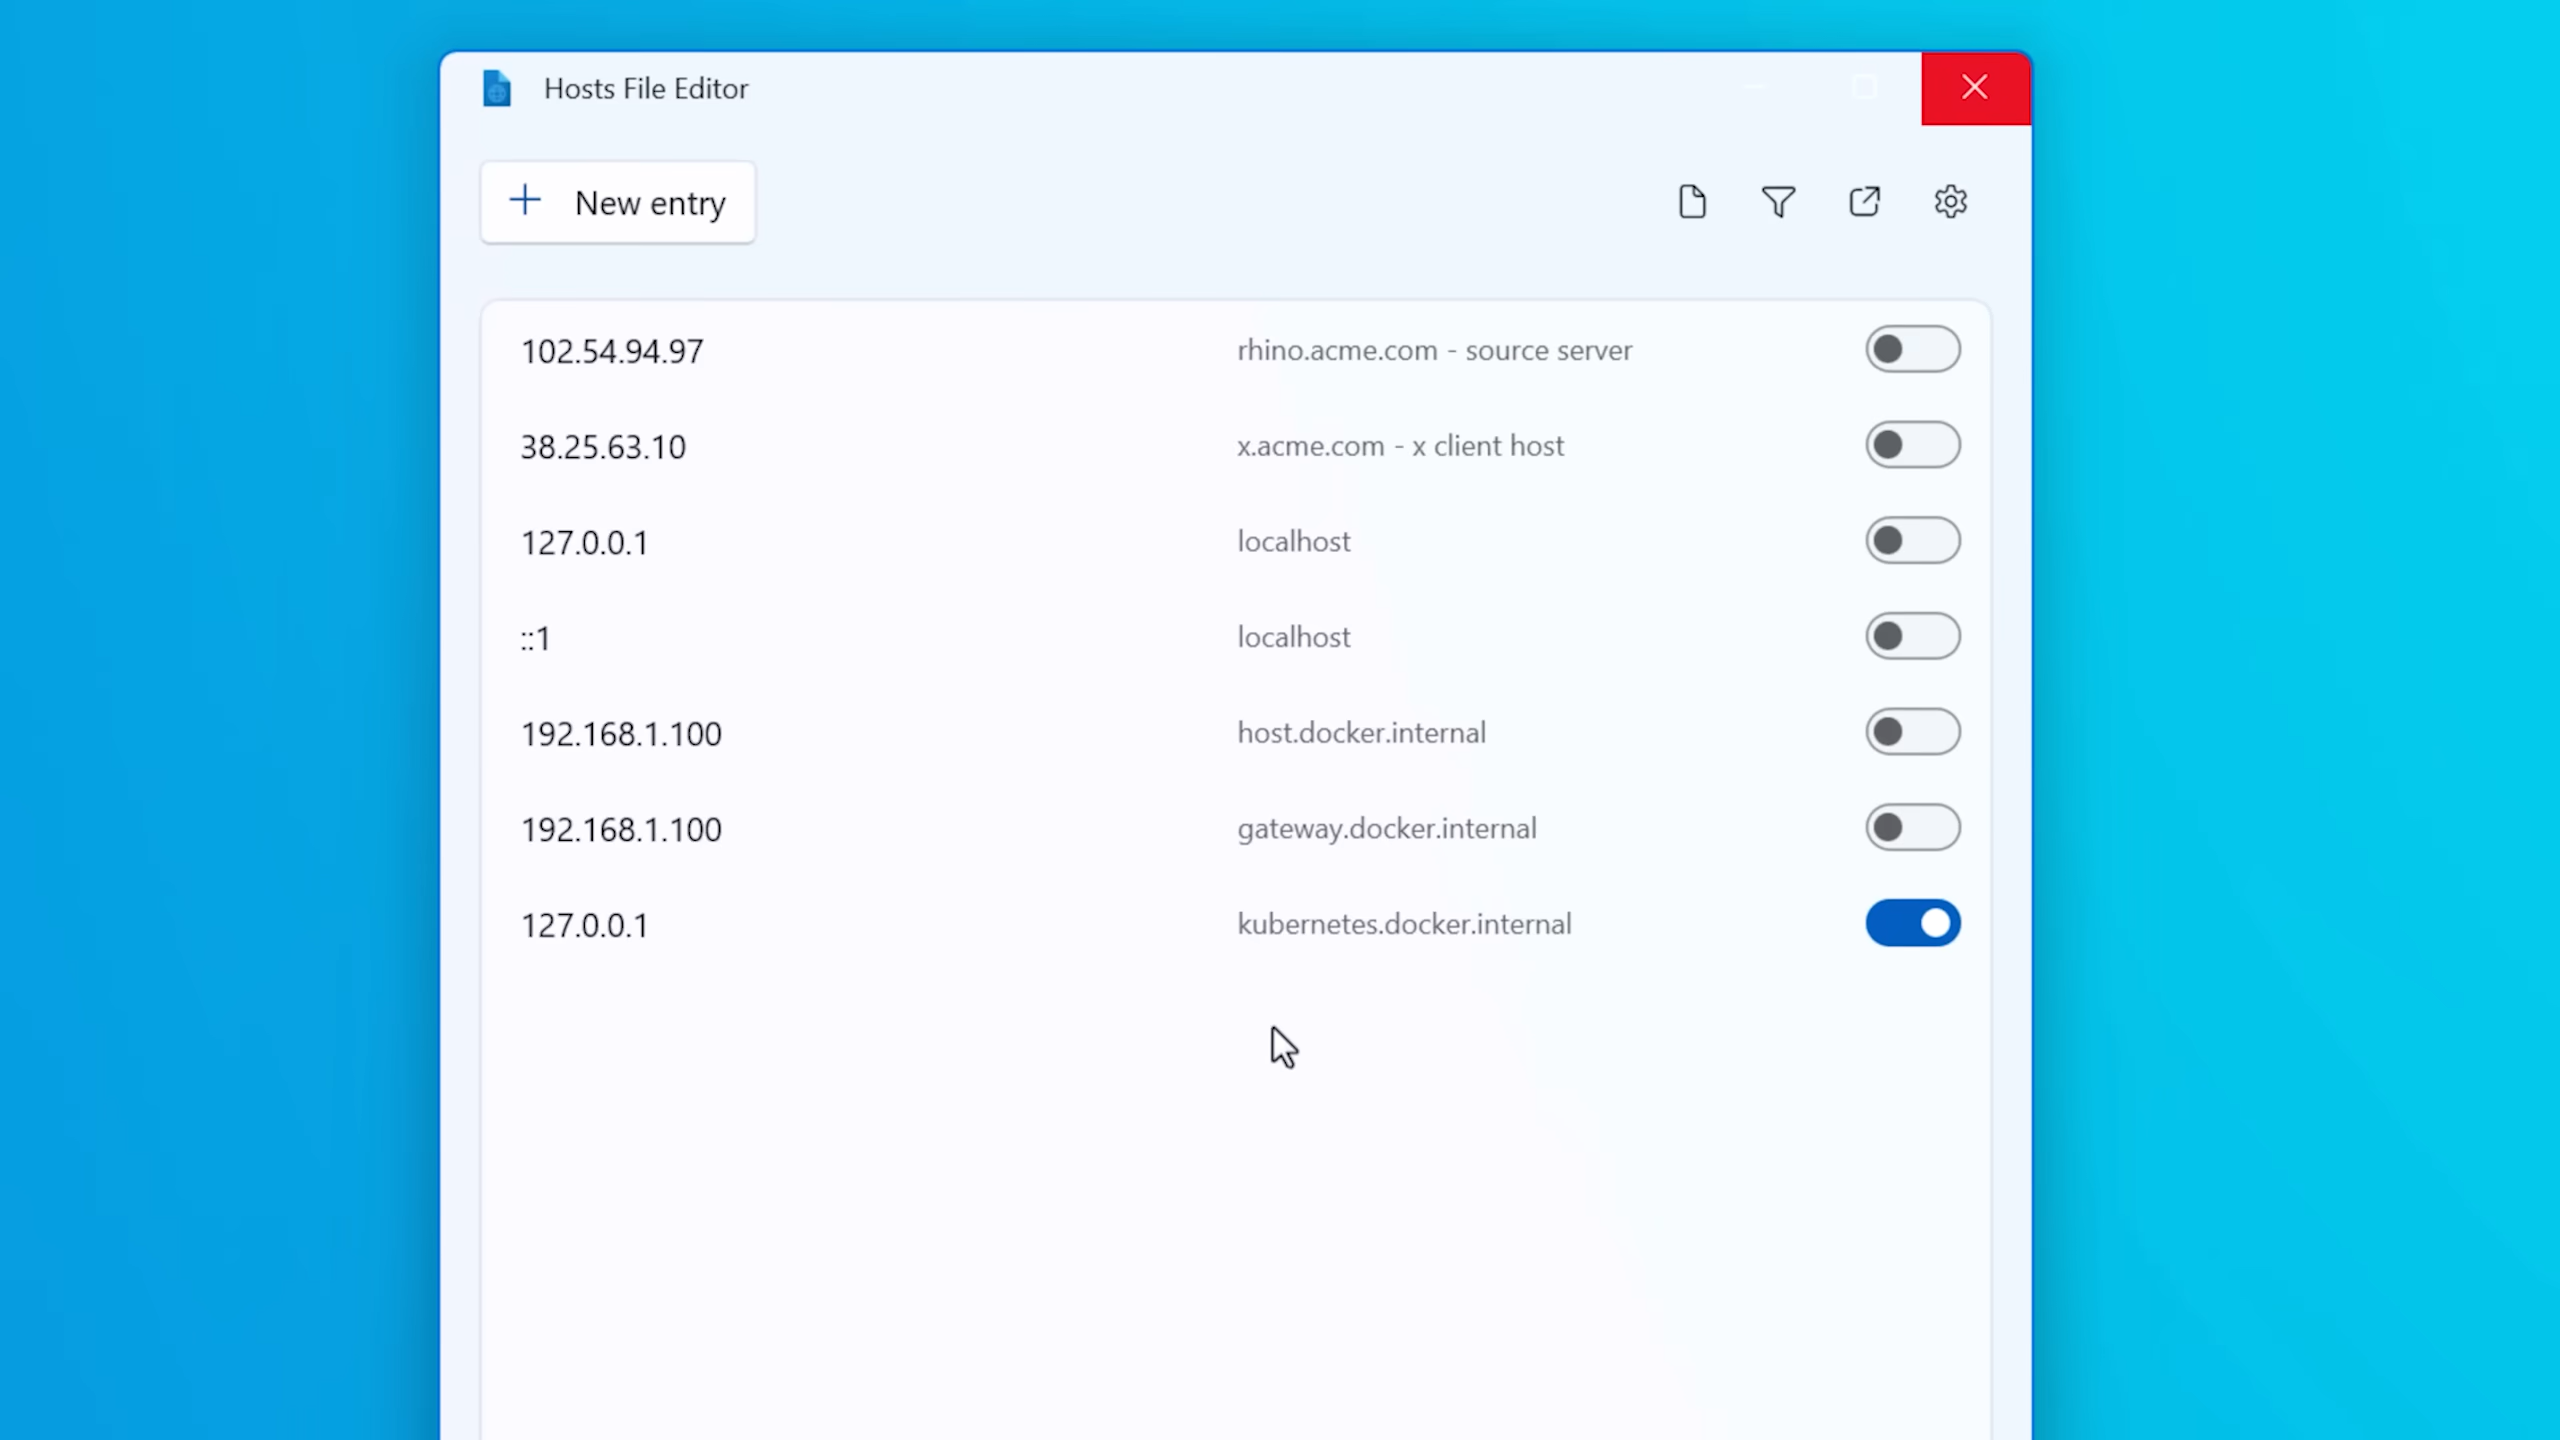 Hosts File Editor
New entry
102.54.94.97 rhino.acme.com - source server
38.25.63.10 x.acme.com - x client host
127.0.0.1 localhost
::1 localhost
192.168.1.100 host.docker.internal
192.168.1.100 gateway.docker.internal
127.0.0.1 kubernetes.docker.internal